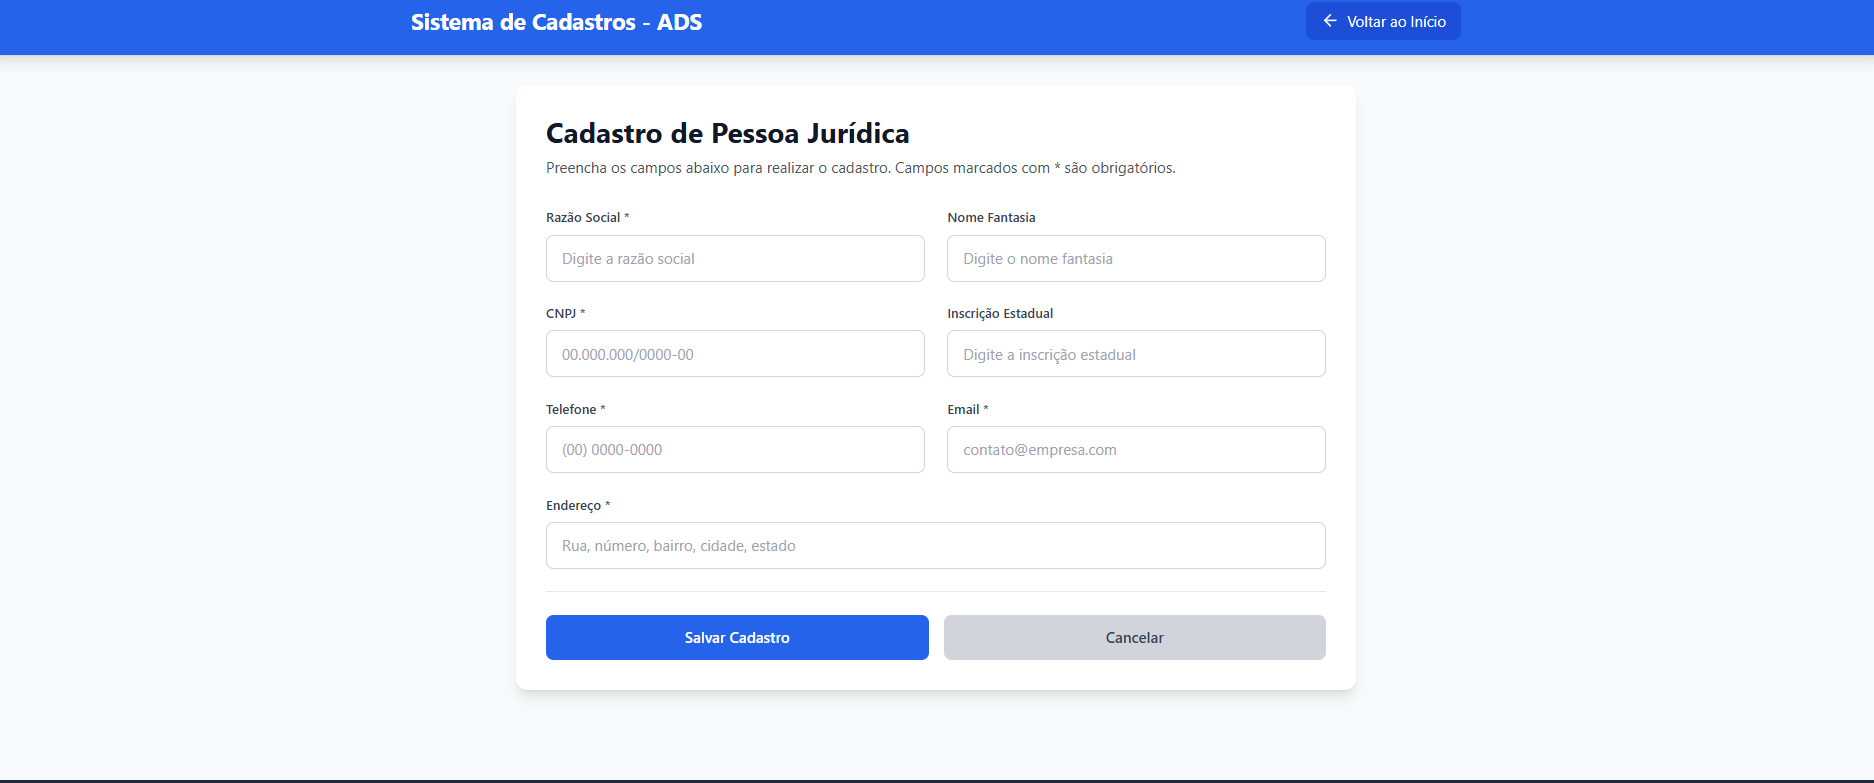 Sistema de Cadastros - ADS
Voltar ao Início
Cadastro de Pessoa Jurídica
Preencha os campos abaixo para realizar o cadastro. Campos marcados com * são obrigatórios.
Razão Social *
Nome Fantasia
Digite a razão social
Digite o nome fantasia
CNPJ *
Inscrição Estadual
00.000.000/0000-00
Digite a inscrição estadual
Telefone *
Email *
(00) 0000-0000
contato@empresa.com
Endereço *
Rua, número, bairro, cidade, estado
Salvar Cadastro
Cancelar